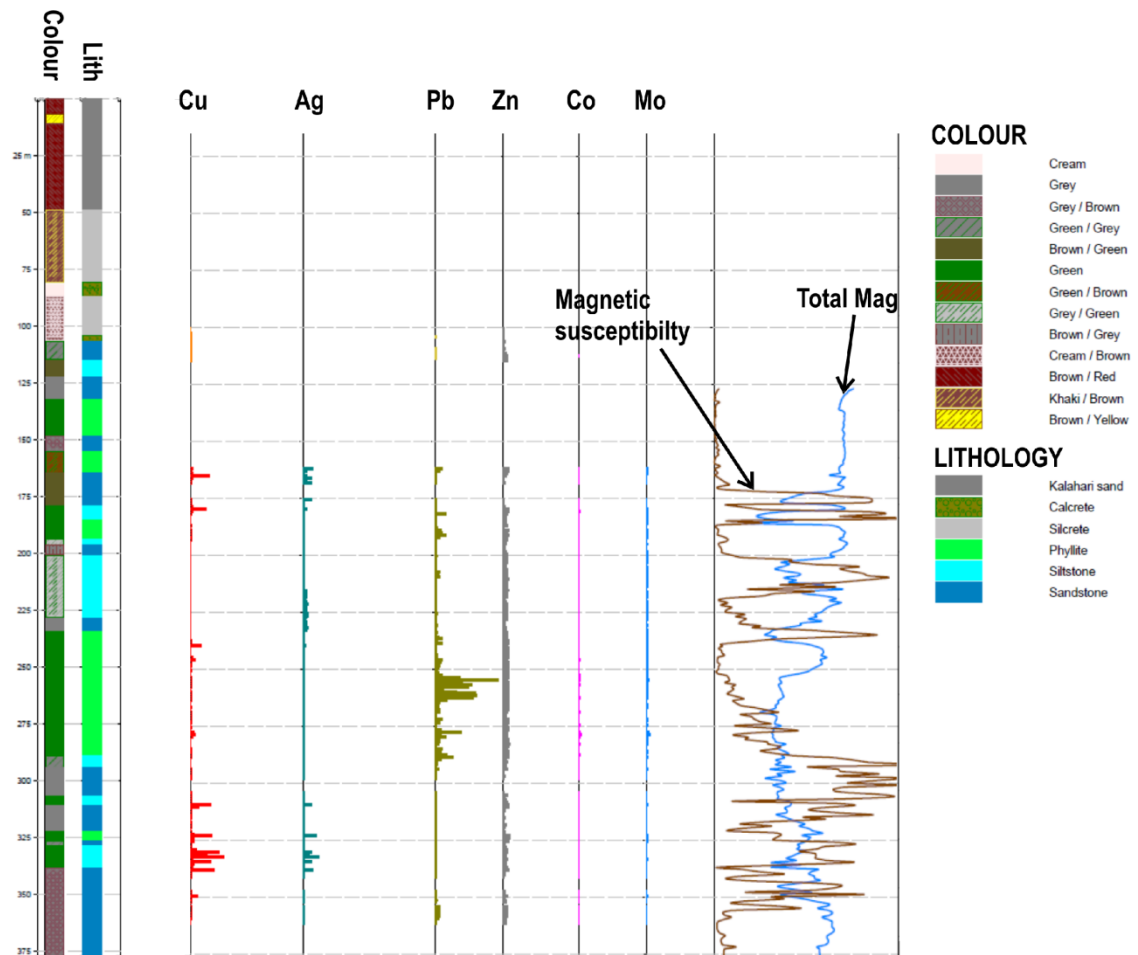 Colour
Lith
Cu
Ag
Pb
Zn
Co
Mo
25 m
50
75
100
125
150
175
200
225
250
275
300
325
350
375
Magnetic
susceptibilty
Total Mag
COLOUR
Cream
Grey
Grey / Brown
Green / Grey
Brown / Green
Green
Green / Brown
Grey / Green
Brown / Grey
Cream / Brown
Brown / Red
Khaki / Brown
Brown / Yellow
LITHOLOGY
Kalahari sand
Calcrete
Silcrete
Phyllite
Siltstone
Sandstone